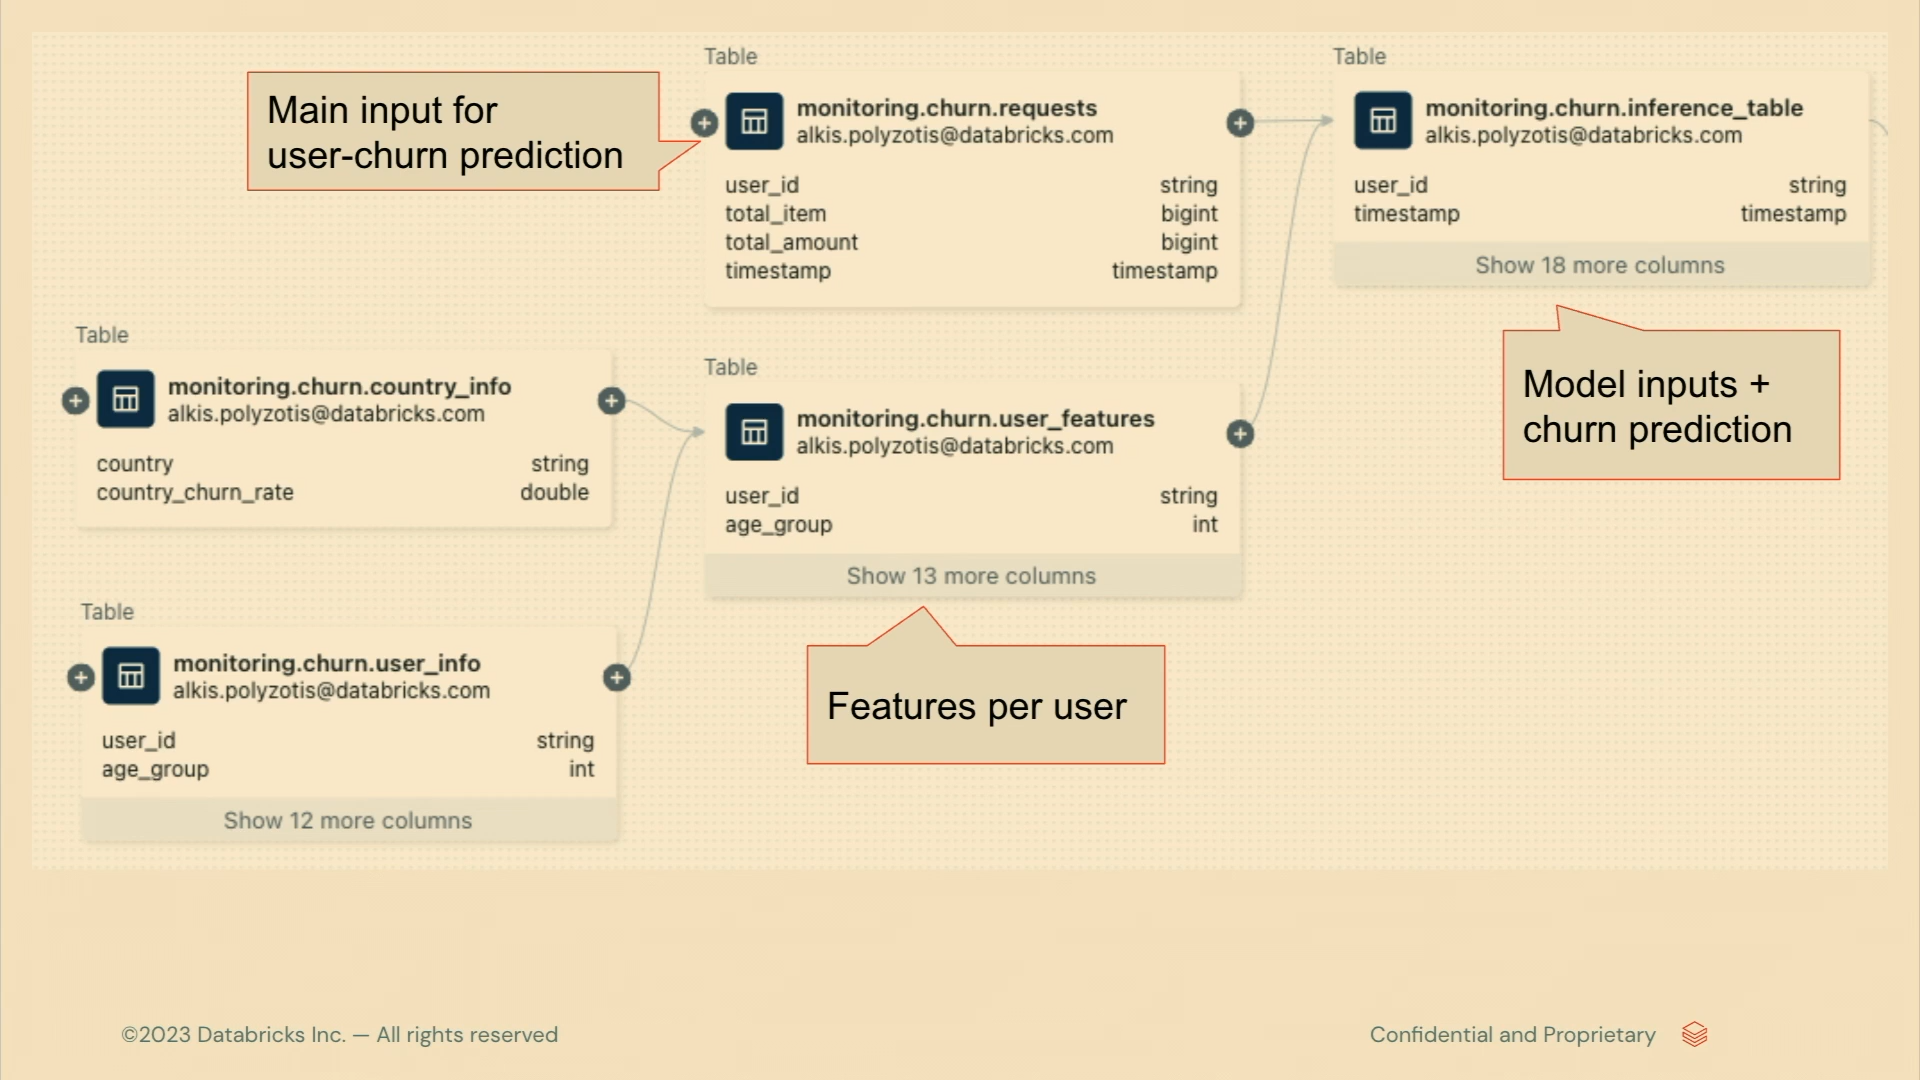 Main input for
user-churn prediction
Table
monitoring.churn.requests
alkis.polyzotis@databricks.com
user_id string
total_item bigint
total_amount bigint
timestamp timestamp
Table
monitoring.churn.inference_table
alkis.polyzotis@databricks.com
user_id string
timestamp timestamp
Show 18 more columns
Model inputs +
churn prediction
Table
monitoring.churn.country_info
alkis.polyzotis@databricks.com
country string
country_churn_rate double
Table
monitoring.churn.user_features
alkis.polyzotis@databricks.com
user_id string
age_group int
Show 13 more columns
Features per user
Table
monitoring.churn.user_info
alkis.polyzotis@databricks.com
user_id string
age_group int
Show 12 more columns
©2023 Databricks Inc. — All rights reserved
Confidential and Proprietary